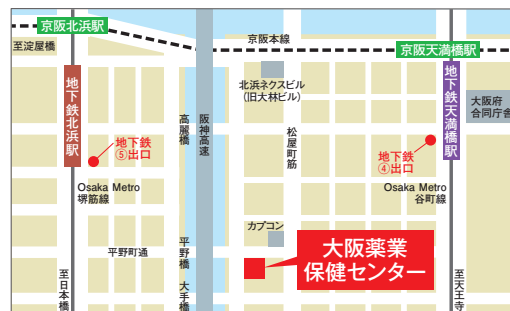 京阪北浜駅
京阪本線
京阪天満橋駅
至淀屋橋
地下鉄北浜駅
北浜ネクスビル
(旧大林ビル)
地下鉄天満橋駅
大阪府
合同庁舎
高麗橋
阪神高速
松屋町筋
地下鉄
⑤出口
地下鉄
④出口
Osaka Metro
堺筋線
Osaka Metro
谷町線
カプコン
平野町通
平野橋
大阪薬業
保健センター
至日本橋
大手橋
至天王寺